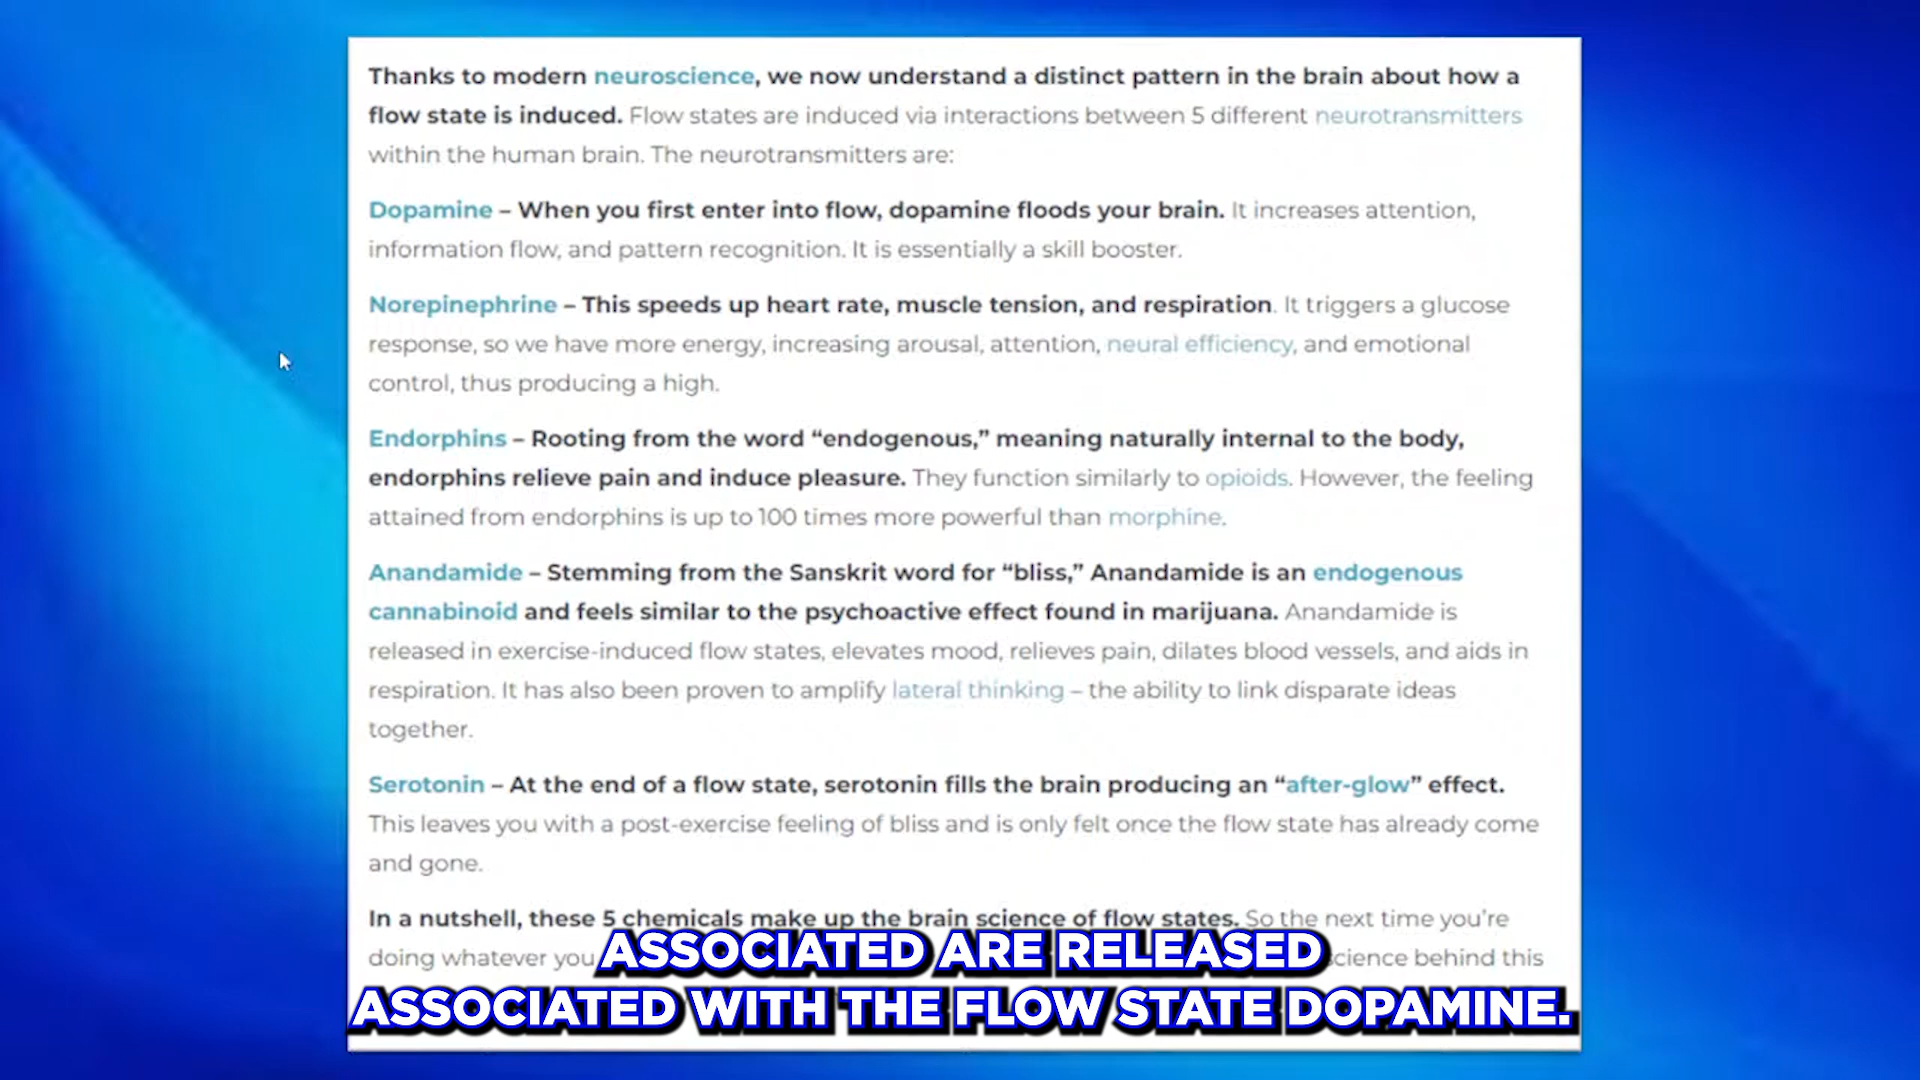 Thanks to modern neuroscience, we now understand a distinct pattern in the brain about how a
flow state is induced. Flow states are induced via interactions between 5 different neurotransmitters
within the human brain. The neurotransmitters are:
Dopamine – When you first enter into flow, dopamine floods your brain. It increases attention,
information flow, and pattern recognition. It is essentially a skill booster.
Norepinephrine – This speeds up heart rate, muscle tension, and respiration. It triggers a glucose
response, so we have more energy, increasing arousal, attention, neural efficiency, and emotional
control, thus producing a high.
Endorphins – Rooting from the word “endogenous,” meaning naturally internal to the body,
endorphins relieve pain and induce pleasure. They function similarly to opioids. However, the feeling
attained from endorphins is up to 100 times more powerful than morphine.
Anandamide – Stemming from the Sanskrit word for “bliss,” Anandamide is an endogenous
cannabinoid and feels similar to the psychoactive effect found in marijuana. Anandamide is
released in exercise-induced flow states, elevates mood, relieves pain, dilates blood vessels, and aids in
respiration. It has also been proven to amplify lateral thinking – the ability to link disparate ideas
together.
Serotonin – At the end of a flow state, serotonin fills the brain producing an “after-glow” effect.
This leaves you with a post-exercise feeling of bliss and is only felt once the flow state has already come
and gone.
In a nutshell, these 5 chemicals make up the brain science of flow states. So the next time you’re
doing whatever you science behind this
ASSOCIATED ARE RELEASED
ASSOCIATED WITH THE FLOW STATE DOPAMINE.